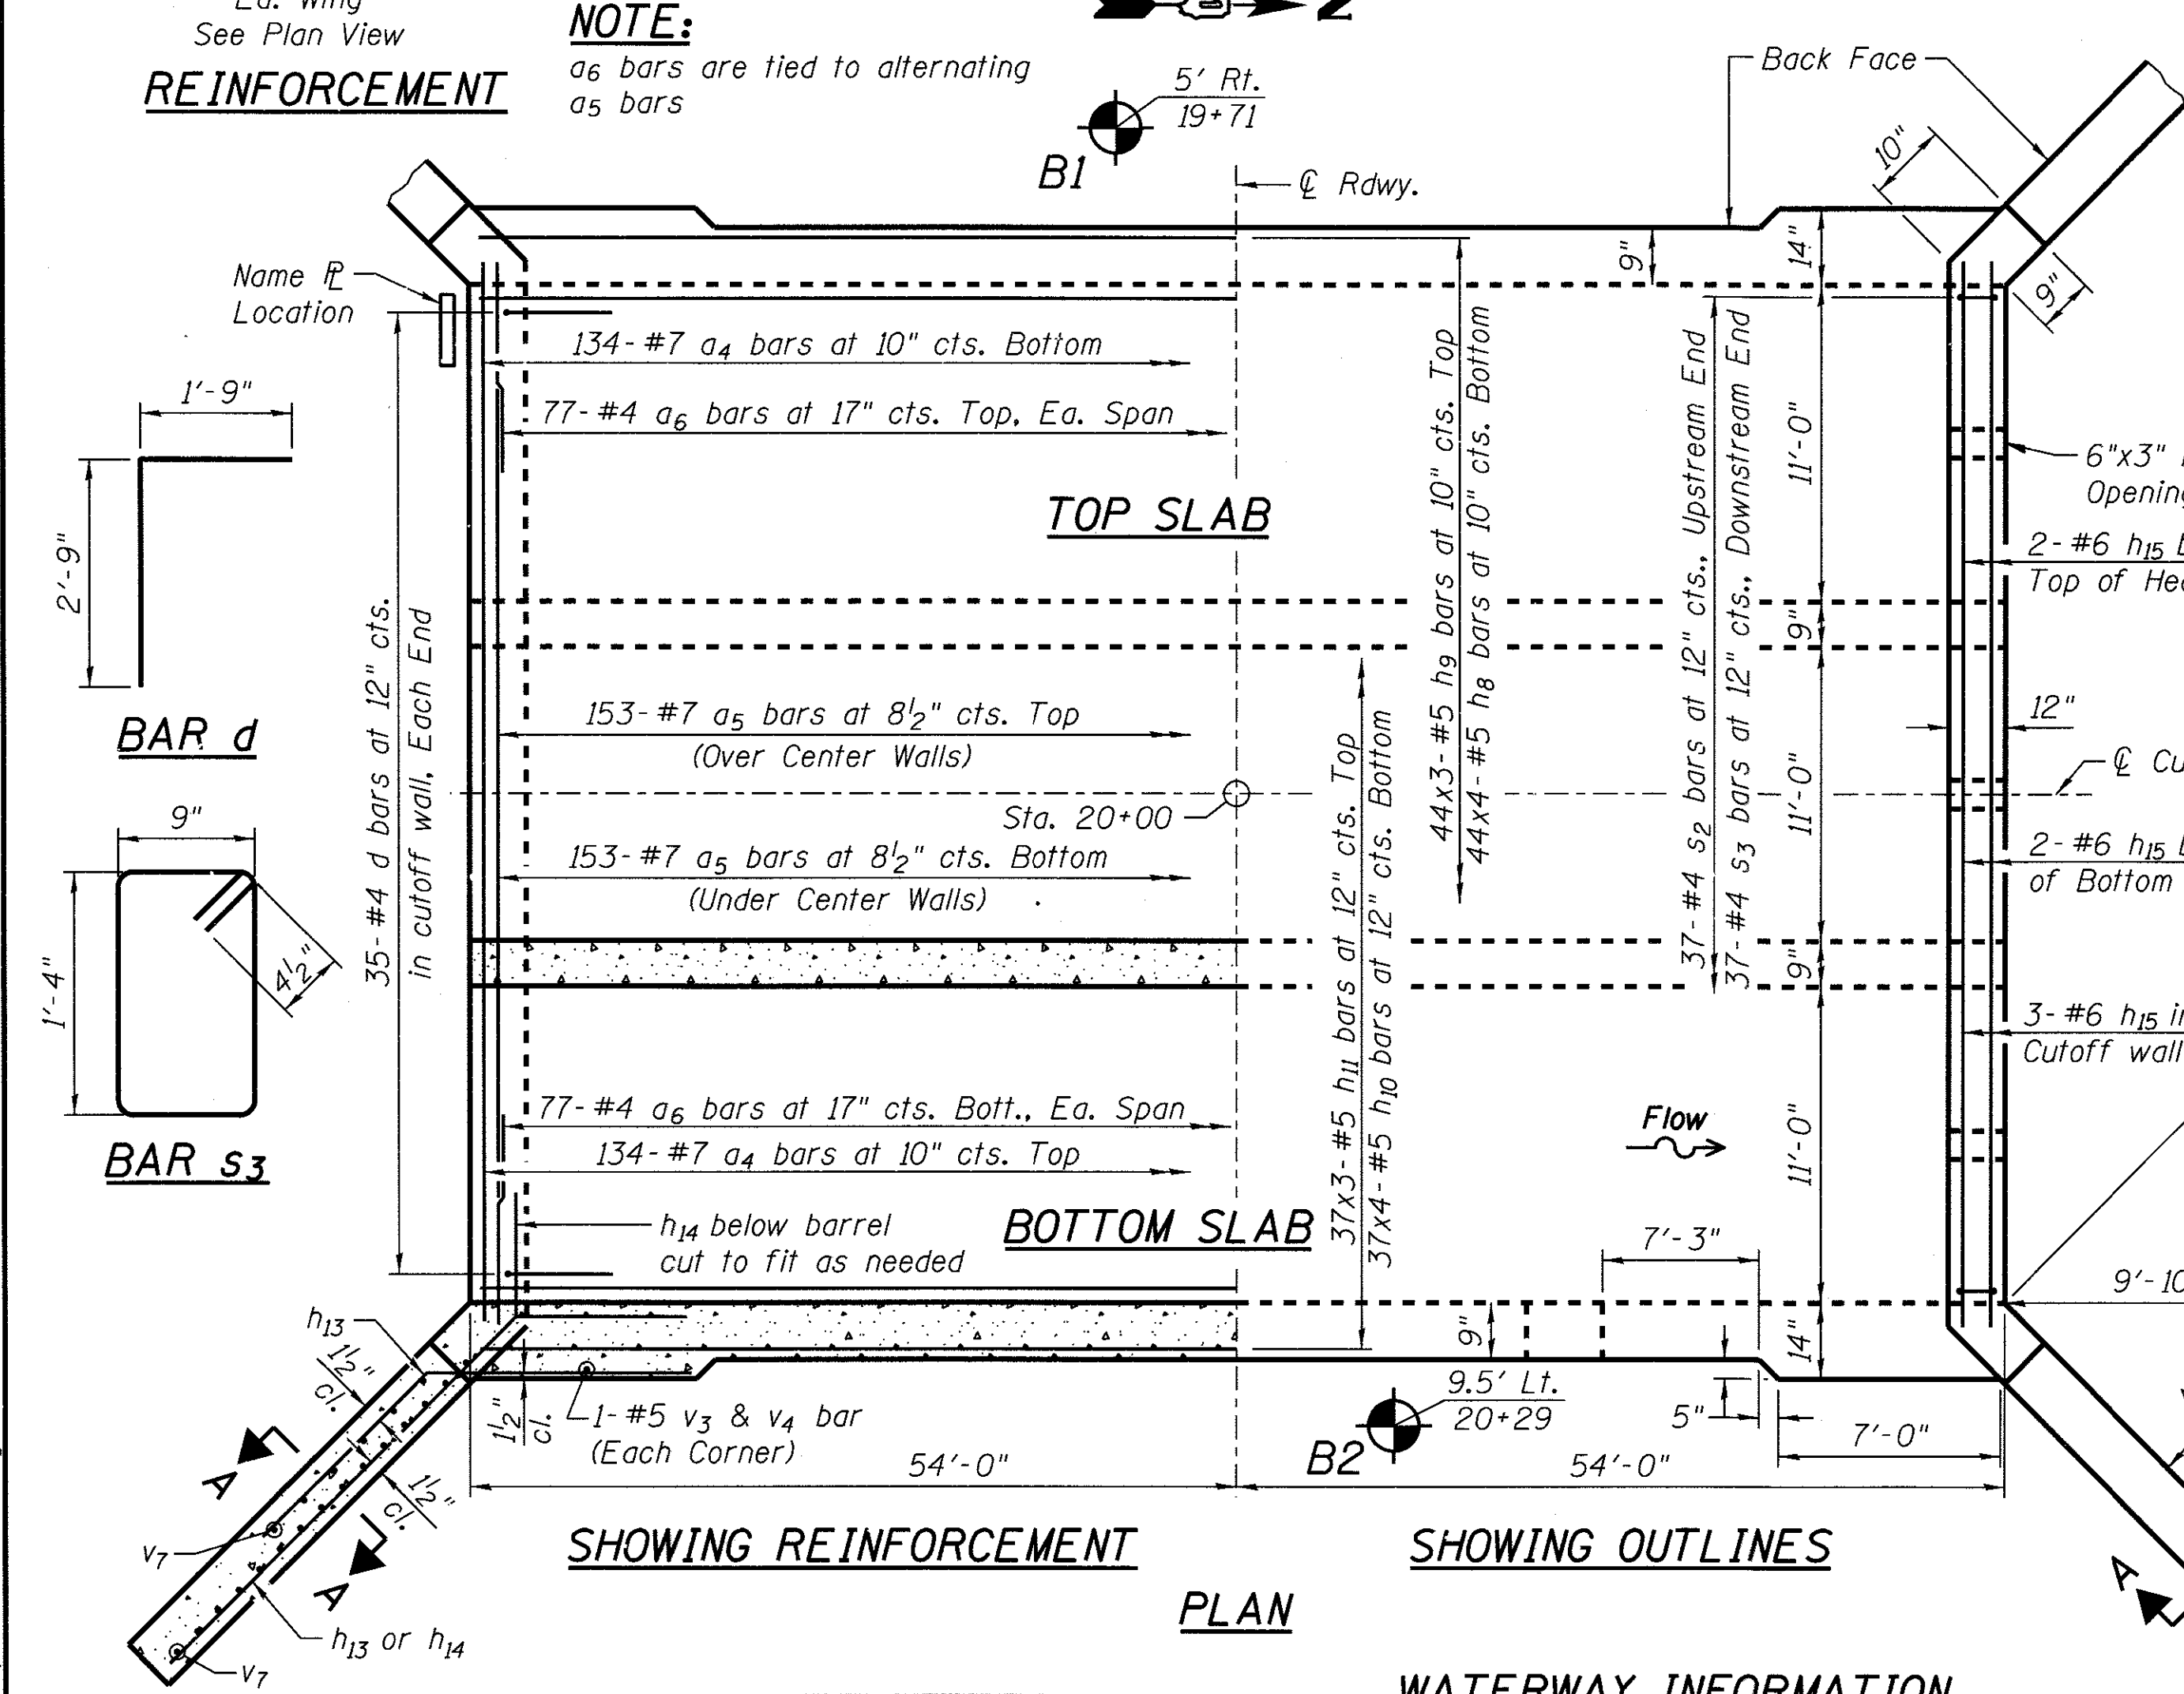 Ea. Wing
See Plan View
REINFORCEMENT
NOTE:
a6 bars are tied to alternating
a5 bars
N
5' Rt.
19+71
B1
℄ Rdwy.
Back Face
10"
9"
14"
9"
Name ℙL
Location
134-#7 a4 bars at 10" cts. Bottom
77-#4 a6 bars at 17" cts. Top, Ea. Span
TOP SLAB
1'-9"
2'-9"
BAR d
9"
1'-4"
4½"
BAR s3
35-#4 d bars at 12" cts.
in cutoff wall, Each End
153-#7 a5 bars at 8½" cts. Top
(Over Center Walls)
Sta. 20+00
153-#7 a5 bars at 8½" cts. Bottom
(Under Center Walls)
77-#4 a6 bars at 17" cts. Bott., Ea. Span
134-#7 a4 bars at 10" cts. Top
h14 below barrel
cut to fit as needed
BOTTOM SLAB
44x3-#5 h9 bars at 10" cts. Top
44x4-#5 h8 bars at 10" cts. Bottom
37x3-#5 h11 bars at 12" cts. Top
37x4-#5 h10 bars at 12" cts. Bottom
37-#4 s2 bars at 12" cts., Upstream End
37-#4 s3 bars at 12" cts., Downstream End
11'-0"
9"
11'-0"
9"
11'-0"
14"
6"x3"
Opening
2-#6 h15
Top of
12"
℄
2-#6 h15
of Bottom
3-#6 h15
Cutoff wall
9'-10
Flow
7'-3"
9"
5"
7'-0"
h13
1½"
cl.
1½"
cl.
1-#5 v3 & v4 bar
(Each Corner)
9.5' Lt.
20+29
B2
54'-0"
54'-0"
A
A
1½"
cl.
v7
h13 or h14
v7
A
SHOWING REINFORCEMENT
SHOWING OUTLINES
PLAN
WATERWAY INFORMATION